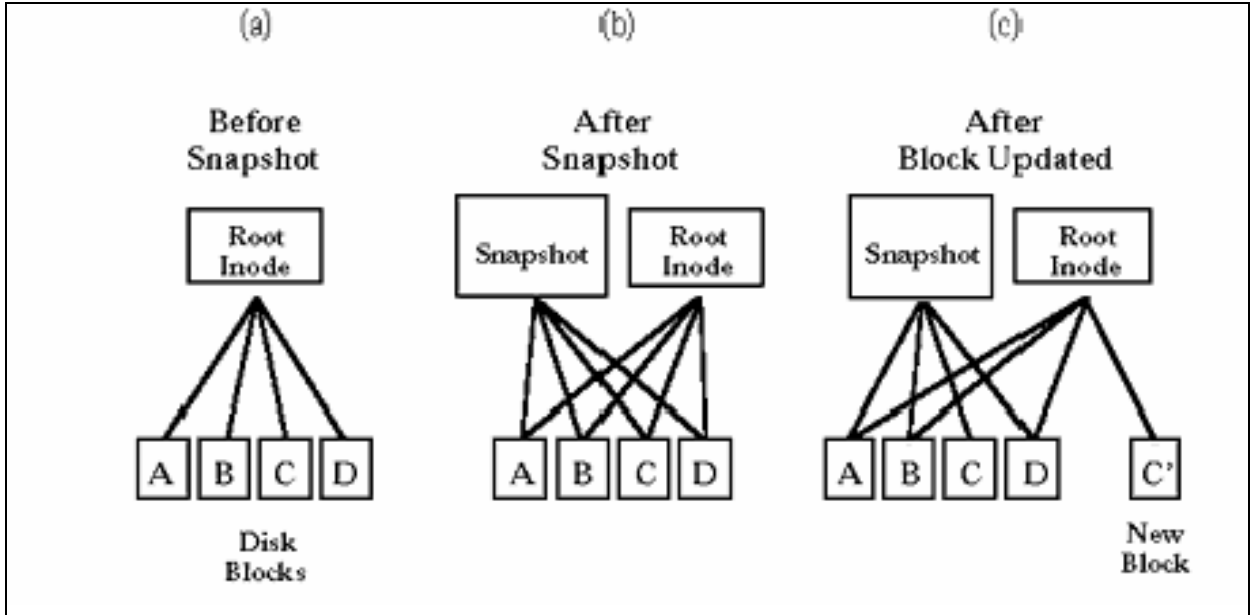 (a)
Before
Snapshot
Root
Inode
A B C D
Disk
Blocks
(b)
After
Snapshot
Snapshot
Root
Inode
A B C D
(c)
After
Block Updated
Snapshot
Root
Inode
A B C D C’
New
Block